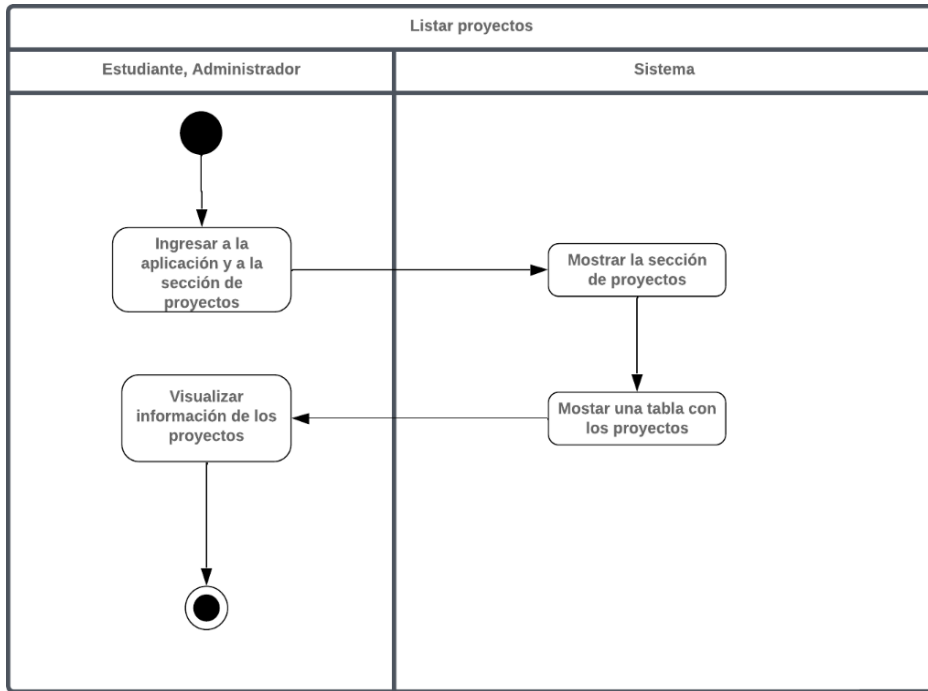 Listar proyectos
Estudiante, Administrador
Sistema
Ingresar a la
aplicación y a la
sección de
proyectos
Mostrar la sección
de proyectos
Visualizar
información de los
proyectos
Mostar una tabla con
los proyectos